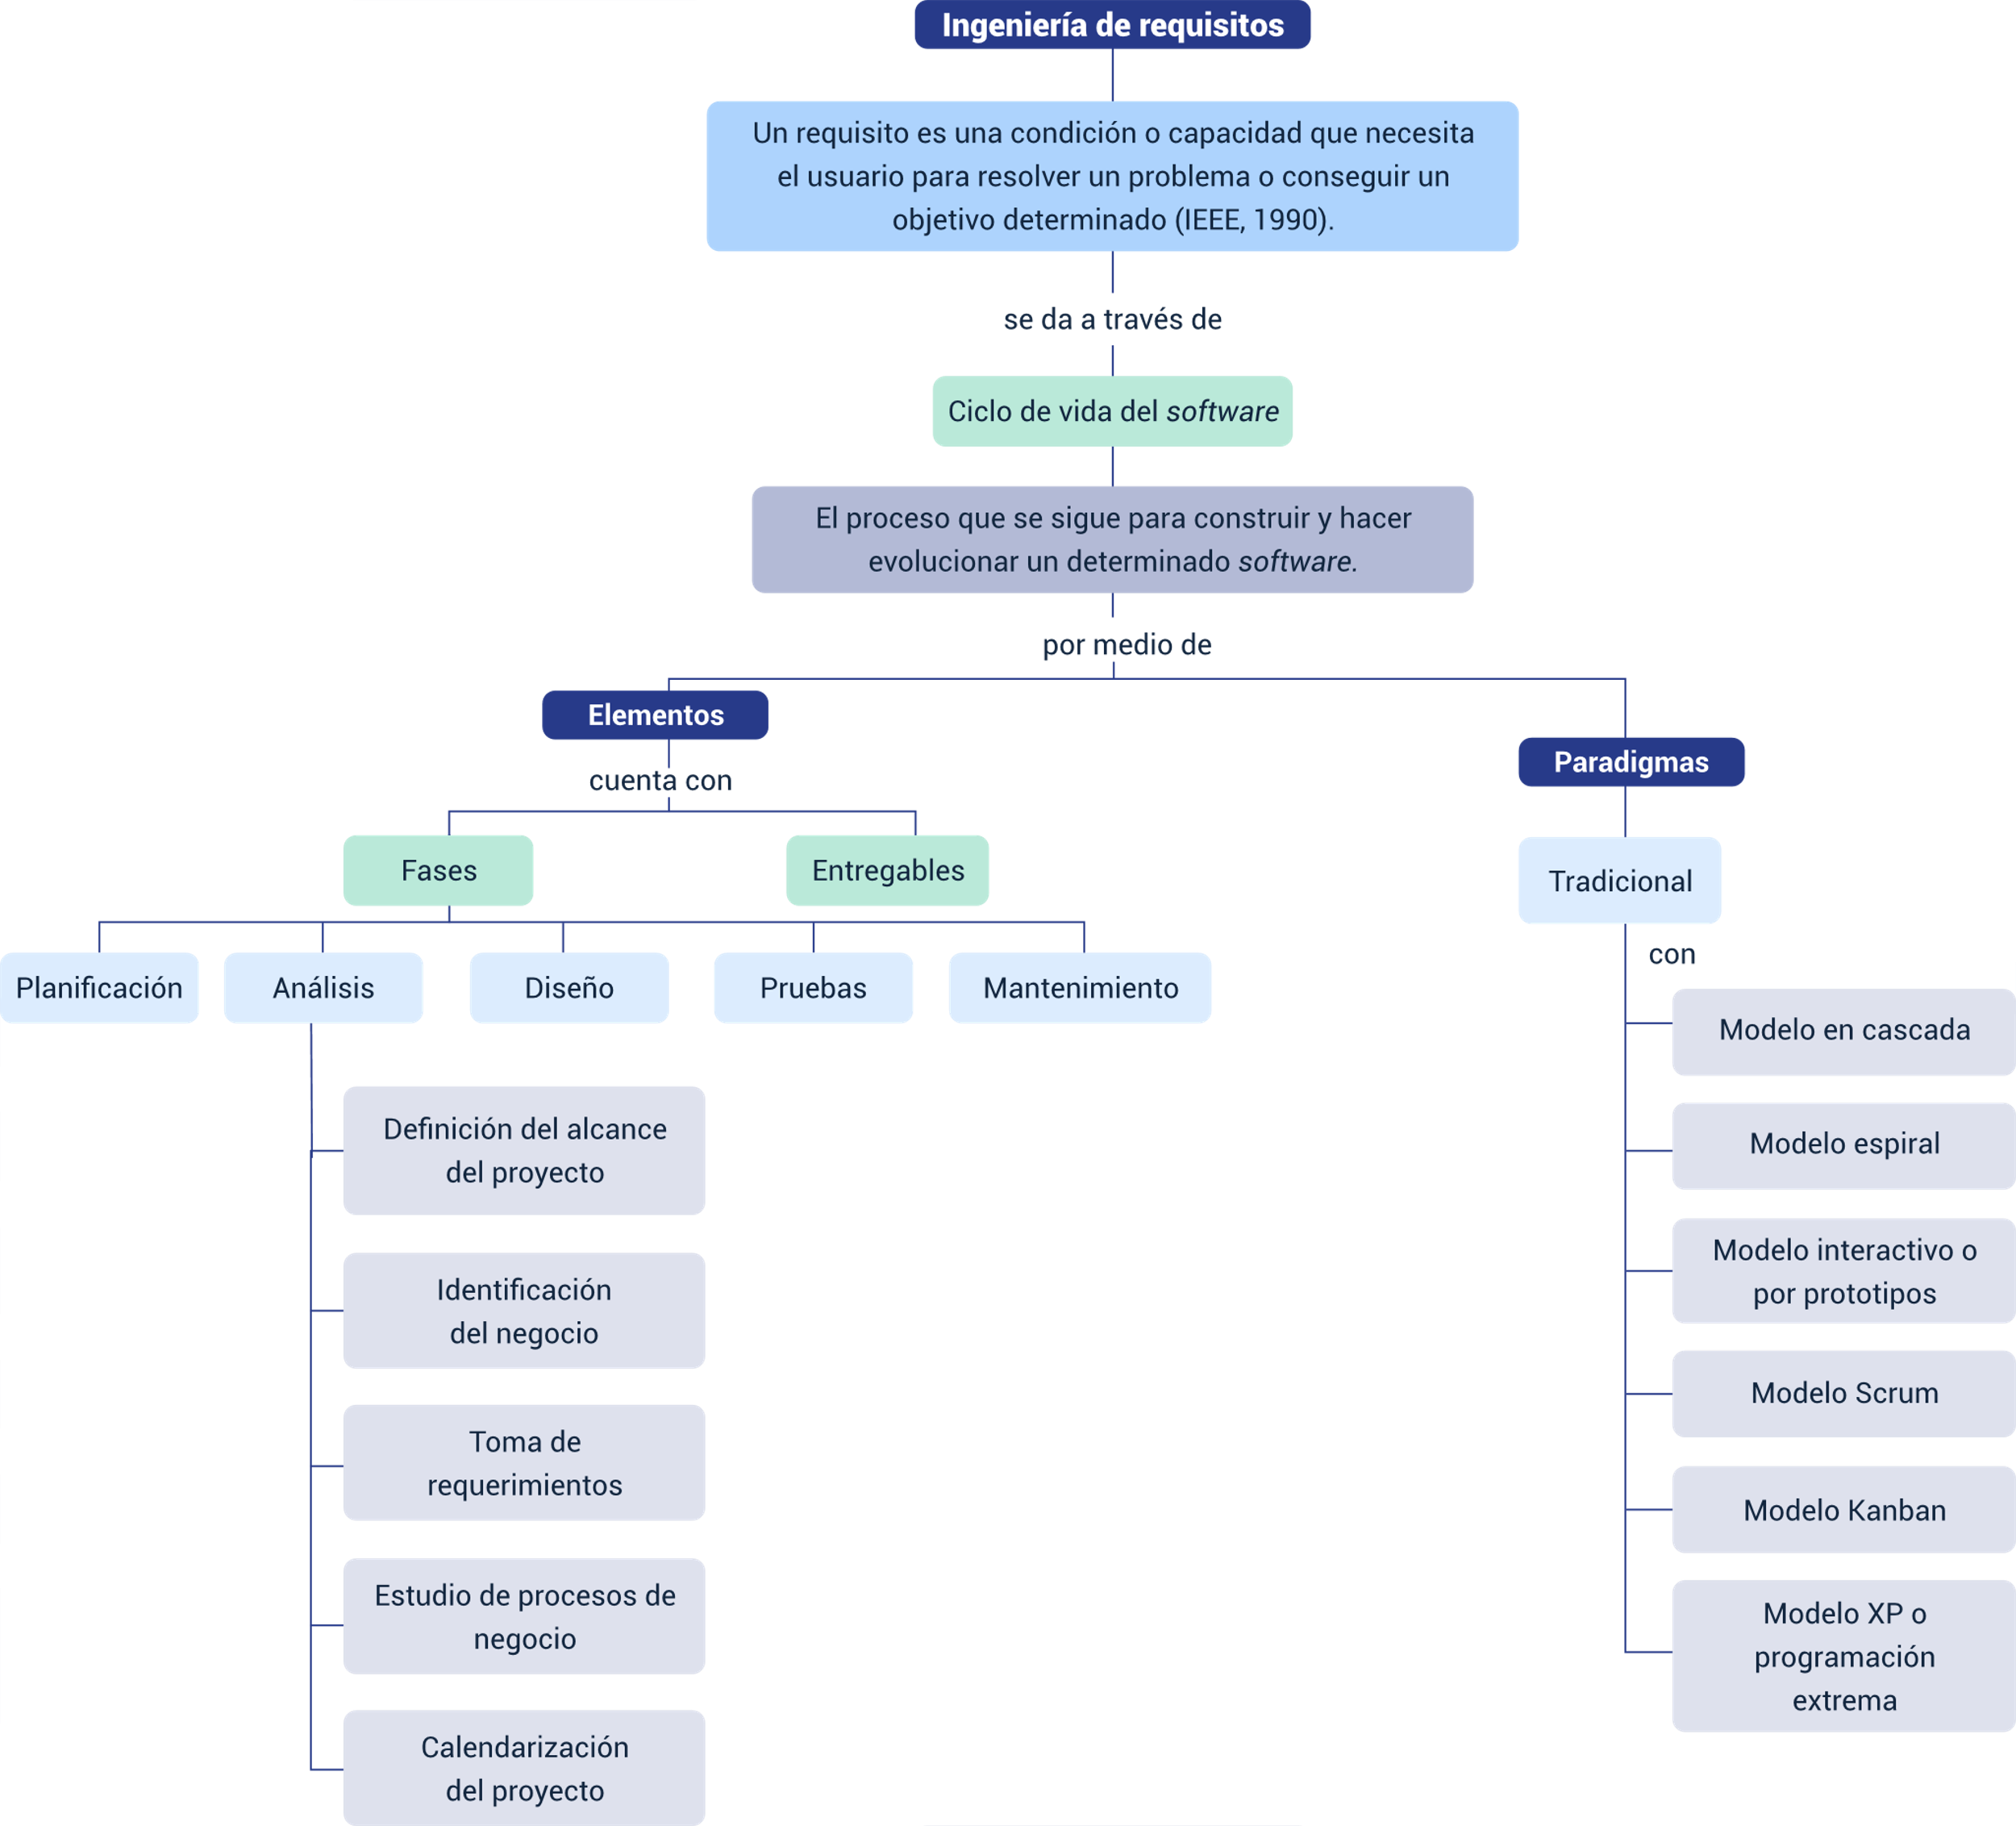 Ingeniería de requisitos
Un requisito es una condición o capacidad que necesita
el usuario para resolver un problema o conseguir un
objetivo determinado (IEEE, 1990).
se da a través de
Ciclo de vida del software
El proceso que se sigue para construir y hacer
evolucionar un determinado software.
por medio de
Elementos
cuenta con
Fases
Entregables
Planificación
Análisis
Diseño
Pruebas
Mantenimiento
Definición del alcance
del proyecto
Identificación
del negocio
Toma de
requerimientos
Estudio de procesos de
negocio
Calendarización
del proyecto
Paradigmas
Tradicional
con
Modelo en cascada
Modelo espiral
Modelo interactivo o
por prototipos
Modelo Scrum
Modelo Kanban
Modelo XP o
programación
extrema